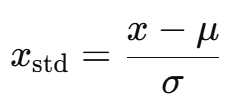 x_std = (x − μ) / σ